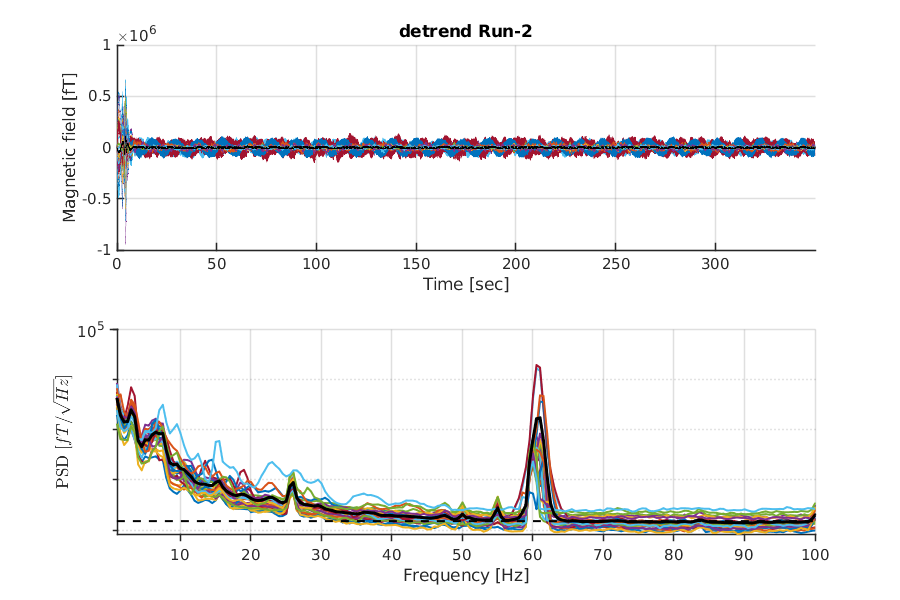 detrend Run-2
×10^6
1
0.5
0
-0.5
-1
Magnetic field [fT]
0 50 100 150 200 250 300
Time [sec]
10^5
PSD [fT/√Hz]
10 20 30 40 50 60 70 80 90 100
Frequency [Hz]